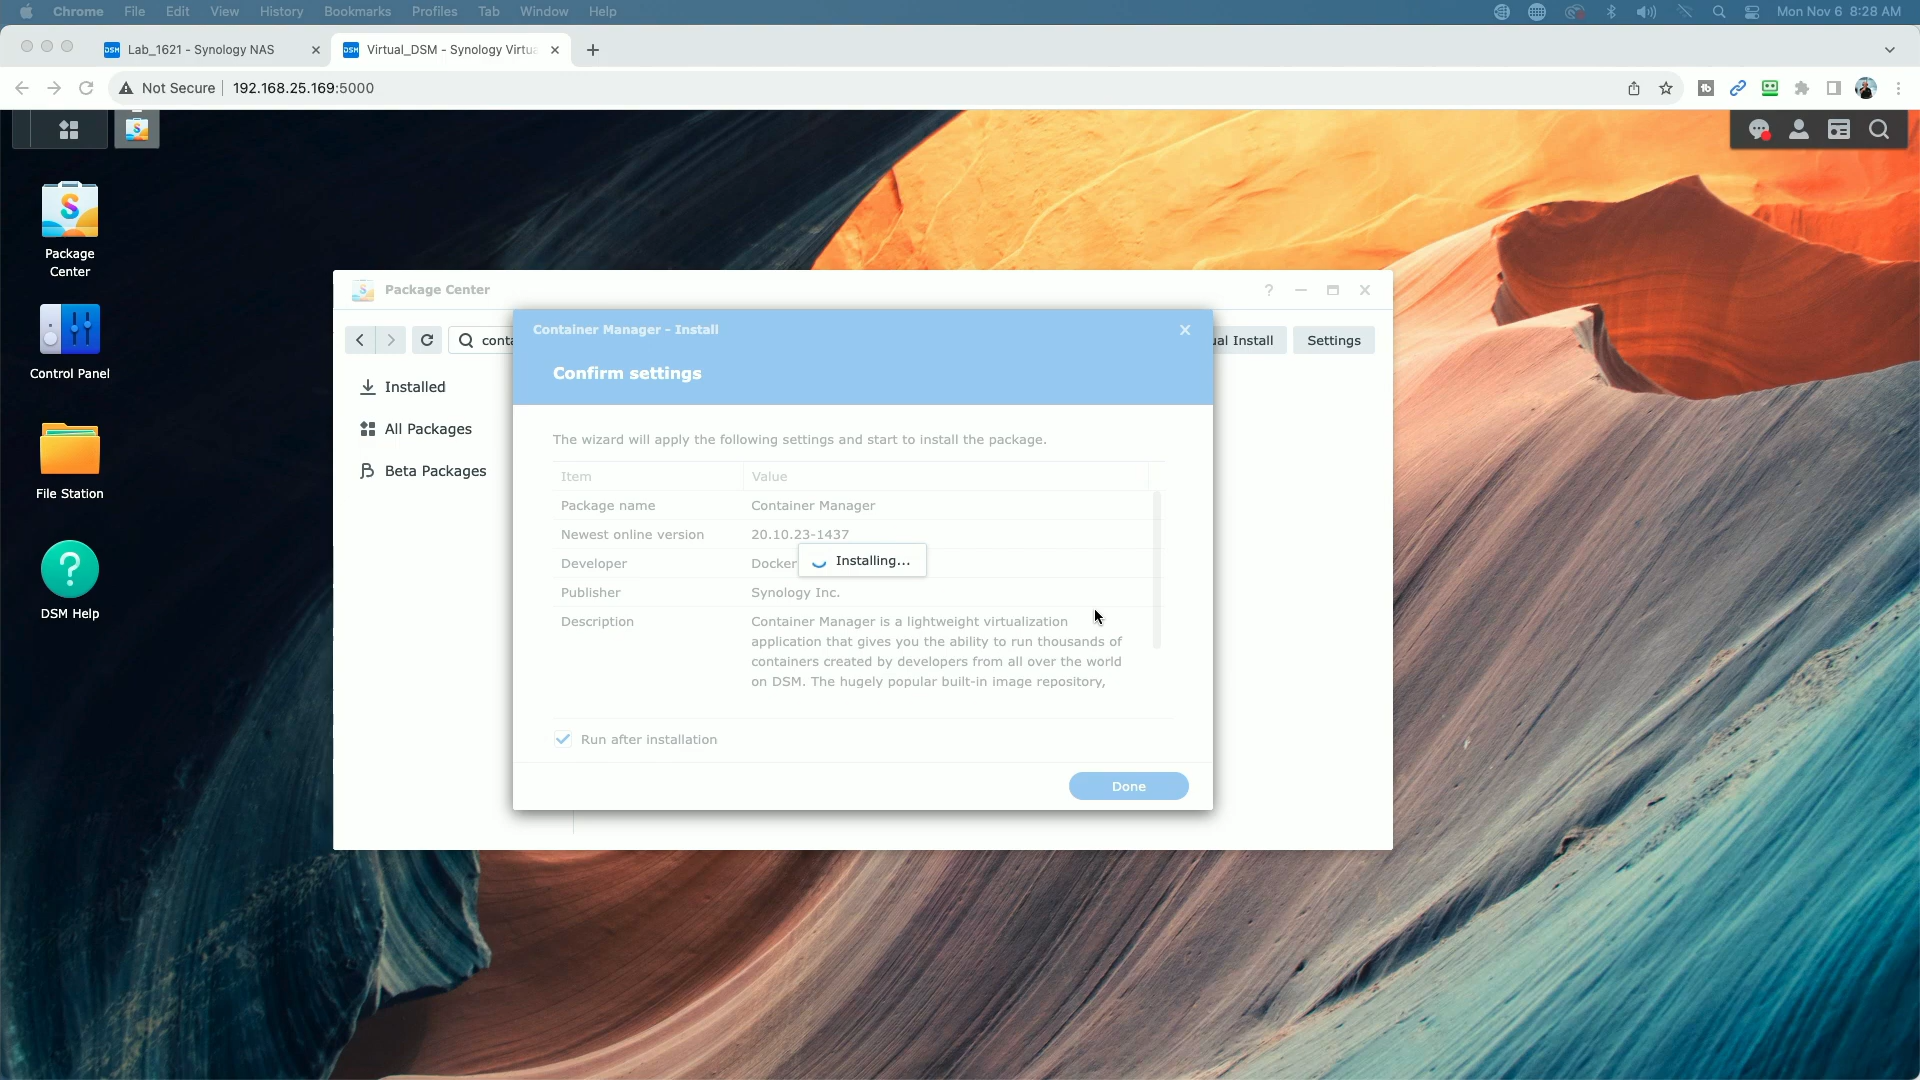 Chrome File Edit View History Bookmarks Profiles Tab Window Help Mon Nov 6 8:28 AM
DSM Lab_1621 - Synology NAS DSM Virtual_DSM - Synology Virtu
Not Secure 192.168.25.169:5000
Package
Center
Control Panel
File Station
DSM Help
Package Center
conta
ual Install
Settings
Installed
All Packages
Beta Packages
Container Manager - Install
Confirm settings
The wizard will apply the following settings and start to install the package.
Item Value
Package name Container Manager
Newest online version 20.10.23-1437
Developer Docker
Installing...
Publisher Synology Inc.
Description Container Manager is a lightweight virtualization
application that gives you the ability to run thousands of
containers created by developers from all over the world
on DSM. The hugely popular built-in image repository,
Run after installation
Done